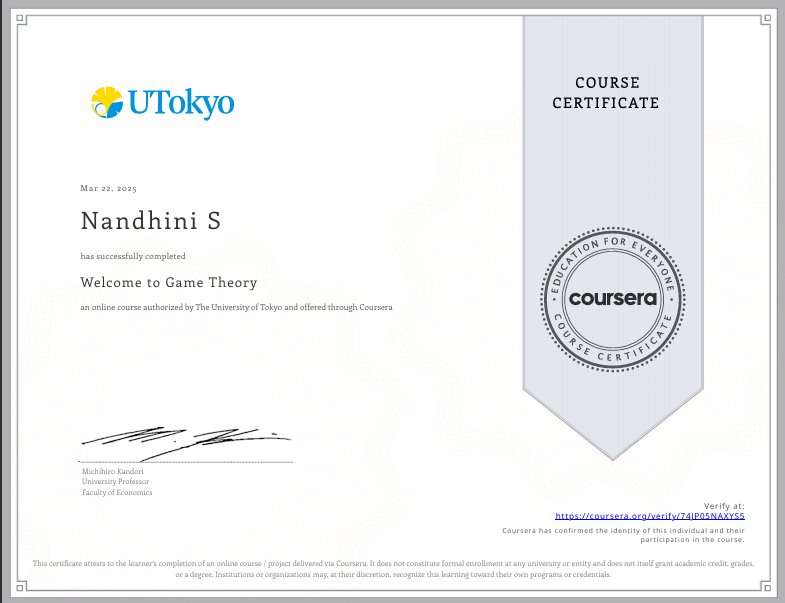 UTokyo
COURSE
CERTIFICATE
Mar 22, 2025
Nandhini S
has successfully completed
Welcome to Game Theory
an online course authorized by The University of Tokyo and offered through Coursera
EDUCATION FOR EVERYONE
coursera
COURSE CERTIFICATE
Michihiro Kandori
University Professor
Faculty of Economics
Verify at:
https://coursera.org/verify/74JP05NAXYS5
Coursera has confirmed the identity of this individual and their
participation in the course.
This certificate attests to the learner's completion of an online course / project delivered via Coursera. It does not constitute formal enrollment at any university or entity and does not itself grant academic credit, grades,
or a degree. Institutions or organizations may, at their discretion, recognize this learning toward their own programs or credentials.